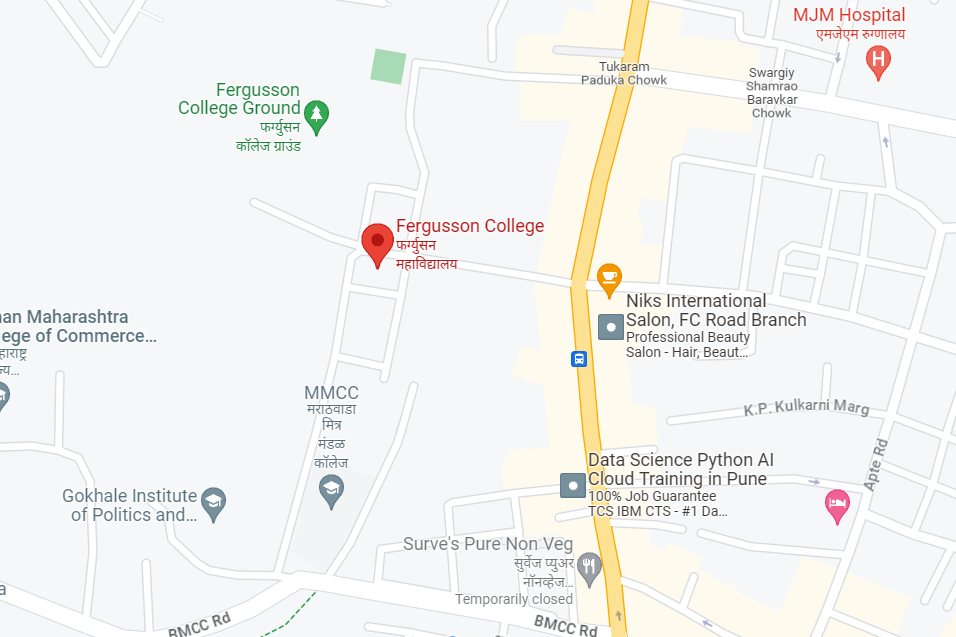 MJM Hospital
एमजेएम रुग्णालय
Tukaram
Paduka Chowk
Swargiy
Shamrao
Baravkar
Chowk
Fergusson
College Ground
फर्ग्युसन
कॉलेज ग्राउंड
Fergusson College
फर्ग्युसन
महाविद्यालय
Niks International
Salon, FC Road Branch
Professional Beauty
Salon - Hair, Beaut...
an Maharashtra
ege of Commerce...
MMCC
मराठवाडा
मित्र
मंडळ
कॉलेज
K.P. Kulkarni Marg
Apte Rd
Data Science Python AI
Cloud Training in Pune
100% Job Guarantee
TCS IBM CTS - #1 Da...
Gokhale Institute
of Politics and...
Surve's Pure Non Veg
सुर्वेज प्युअर
नॉनव्हेज...
Temporarily closed
BMCC Rd
BMCC Rd